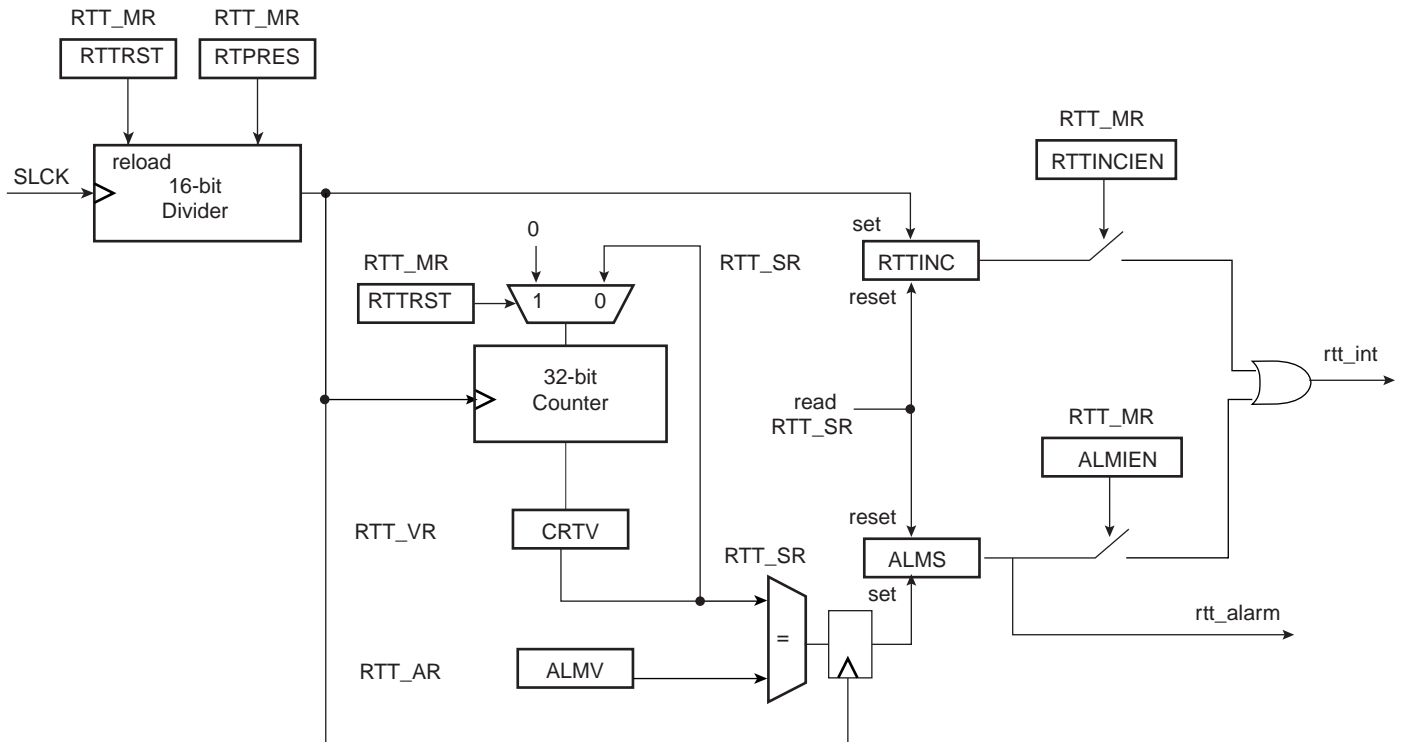 RTT_MR
RTT_MR
RTTRST
RTPRES
reload
SLCK
16-bit
Divider
RTT_MR
RTTINCIEN
0
set
RTT_MR
RTT_SR
RTTINC
RTTRST
1
0
reset
32-bit
Counter
rtt_int
read
RTT_SR
RTT_MR
ALMIEN
reset
RTT_VR
CRTV
RTT_SR
ALMS
set
rtt_alarm
=
RTT_AR
ALMV